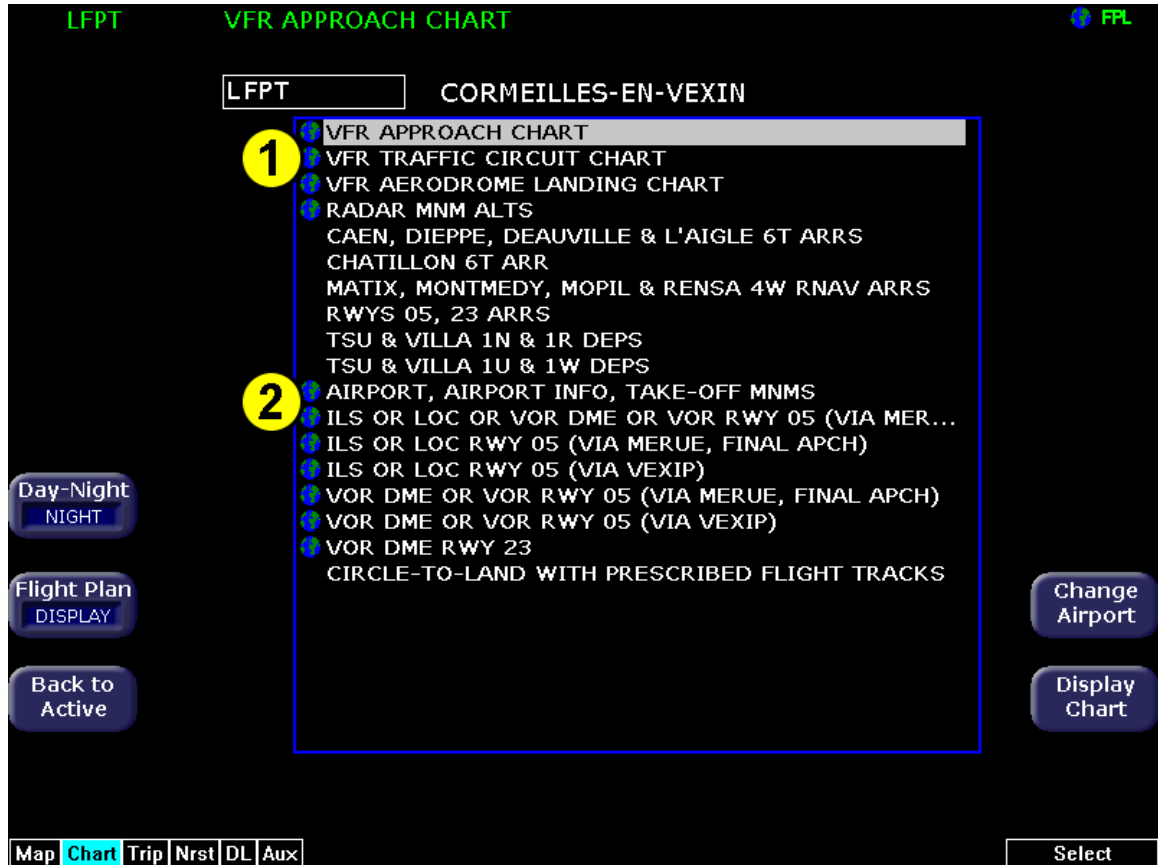 LFPT VFR APPROACH CHART FPL
LFPT CORMEILLES-EN-VEXIN
VFR APPROACH CHART
1
VFR TRAFFIC CIRCUIT CHART
VFR AERODROME LANDING CHART
RADAR MNM ALTS
CAEN, DIEPPE, DEAUVILLE & L'AIGLE 6T ARRS
CHATILLON 6T ARR
MATIX, MONTMEDY, MOPIL & RENSA 4W RNAV ARRS
RWYS 05, 23 ARRS
TSU & VILLA 1N & 1R DEPS
TSU & VILLA 1U & 1W DEPS
2
AIRPORT, AIRPORT INFO, TAKE-OFF MNMS
ILS OR LOC OR VOR DME OR VOR RWY 05 (VIA MER...
ILS OR LOC RWY 05 (VIA MERUE, FINAL APCH)
ILS OR LOC RWY 05 (VIA VEXIP)
VOR DME OR VOR RWY 05 (VIA MERUE, FINAL APCH)
VOR DME OR VOR RWY 05 (VIA VEXIP)
VOR DME RWY 23
CIRCLE-TO-LAND WITH PRESCRIBED FLIGHT TRACKS
Day-Night
NIGHT
Flight Plan
DISPLAY
Back to
Active
Change
Airport
Display
Chart
Map Chart Trip Nrst DL Aux Select